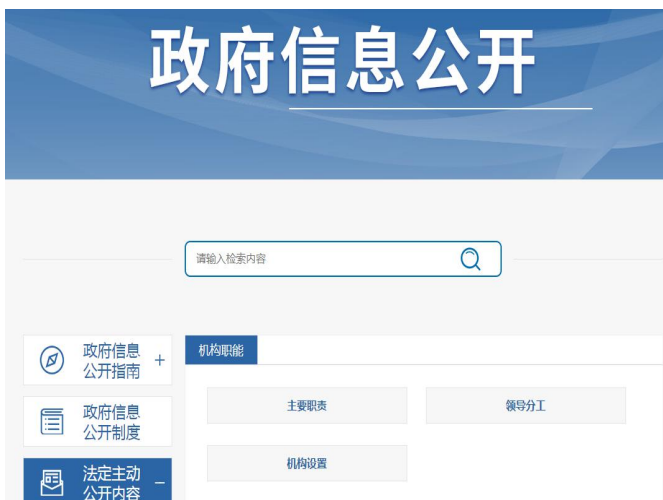 政府信息公开
请输入检索内容
政府信息
公开指南
+
机构职能
政府信息
公开制度
主要职责
领导分工
法定主动
公开内容
-
机构设置